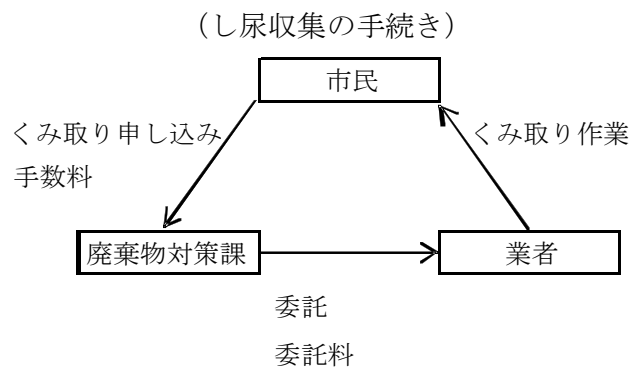 （し尿収集の手続き）
市民
くみ取り申し込み
手数料
くみ取り作業
廃棄物対策課
業者
委託
委託料